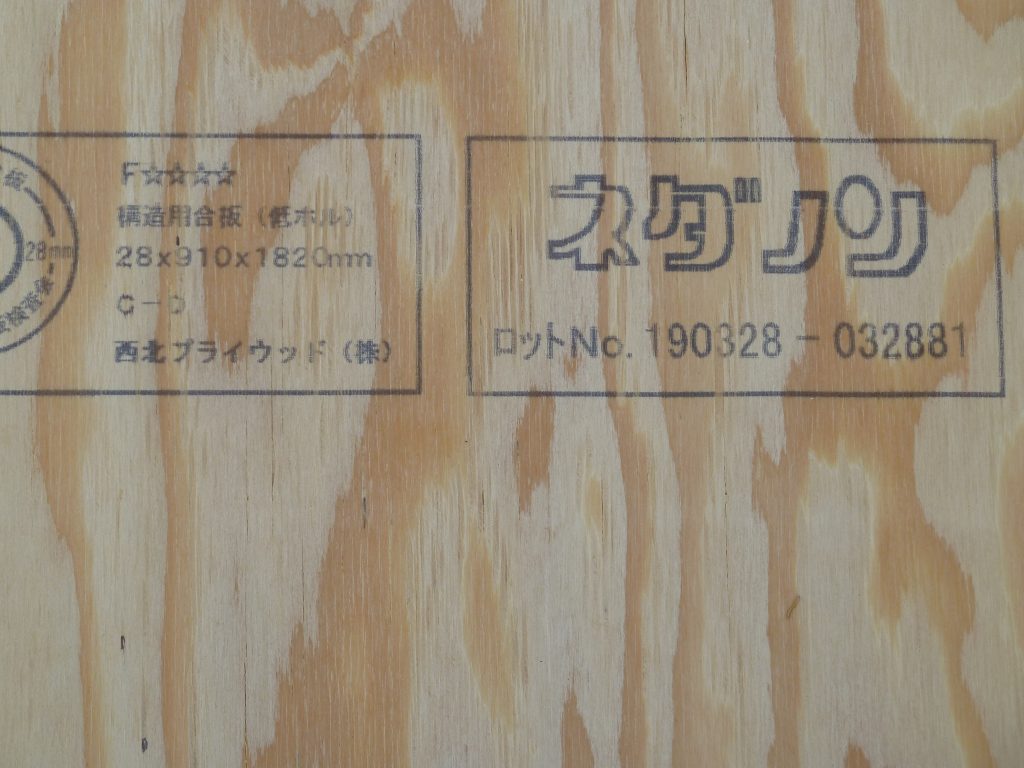 28mm
F☆☆☆☆
構造用合板（低ホル）
28x910x1820mm
C－D
西北プライウッド（株）
ネダノン
ロットNo. 190328－032881